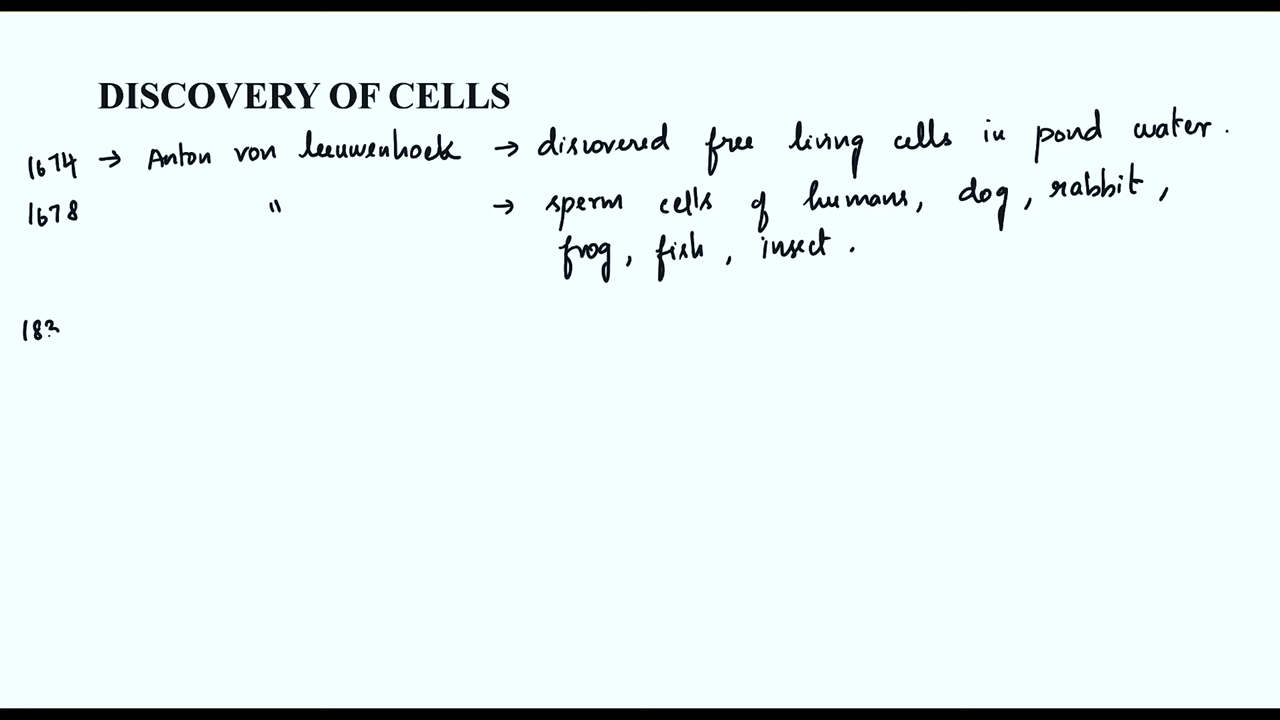 DISCOVERY OF CELLS
1674 → Anton von Leeuwenhoek → discovered free living cells in pond water.
1678 " → sperm cells of humans, dog, rabbit,
frog, fish, insect.
183